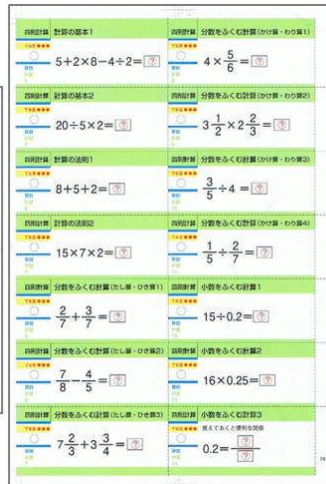 四則計算 計算の基本1
5+2×8−4÷2=?
四則計算 分数をふくむ計算(かけ算・わり算1)
4×5/6=?
四則計算 計算の基本2
20÷5×2=?
四則計算 分数をふくむ計算(かけ算・わり算2)
3 1/2×2 2/3=?
四則計算 計算の法則1
8+5+2=?
四則計算 分数をふくむ計算(かけ算・わり算3)
3/5÷4=?
四則計算 計算の法則2
15×7×2=?
四則計算 分数をふくむ計算(かけ算・わり算4)
1/5÷2/7=?
四則計算 分数をふくむ計算(たし算・ひき算1)
2/7+3/7=?
四則計算 小数をふくむ計算1
15÷0.2=?
四則計算 分数をふくむ計算(たし算・ひき算2)
7/8−4/5=?
四則計算 小数をふくむ計算2
16×0.25=?
四則計算 分数をふくむ計算(たし算・ひき算3)
7 2/3+3 3/4=?
四則計算 小数をふくむ計算3
覚えておくと便利な関係
0.2=?/?